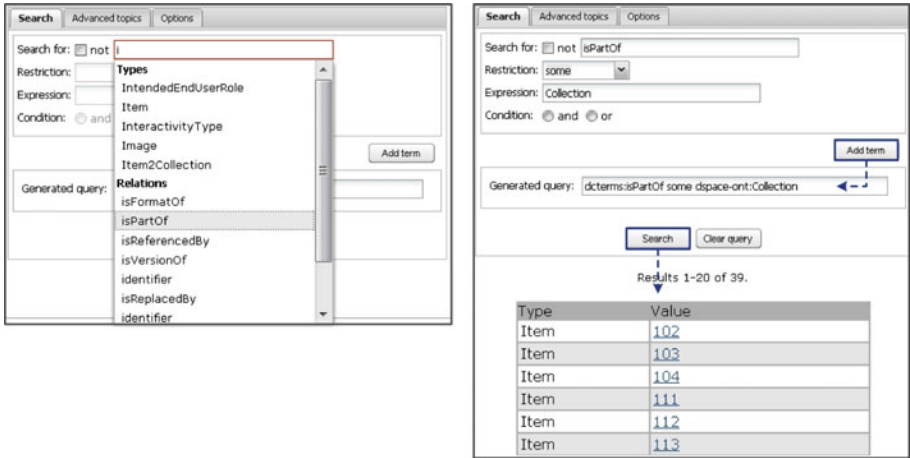 Search Advanced topics Options
Search for: not i
Restriction:
Expression:
Condition: and
Types
IntendedEndUserRole
Item
InteractivityType
Image
Item2Collection
Relations
isFormatOf
isPartOf
isReferencedBy
isVersionOf
identifier
isReplacedBy
identifier
Add term
Generated query:
Search Advanced topics Options
Search for: not isPartOf
Restriction: some
Expression: Collection
Condition: and or
Add term
Generated query: dcterms:isPartOf some dspace-ont:Collection
Search Clear query
Results 1-20 of 39.
Type Value
Item 102
Item 103
Item 104
Item 111
Item 112
Item 113